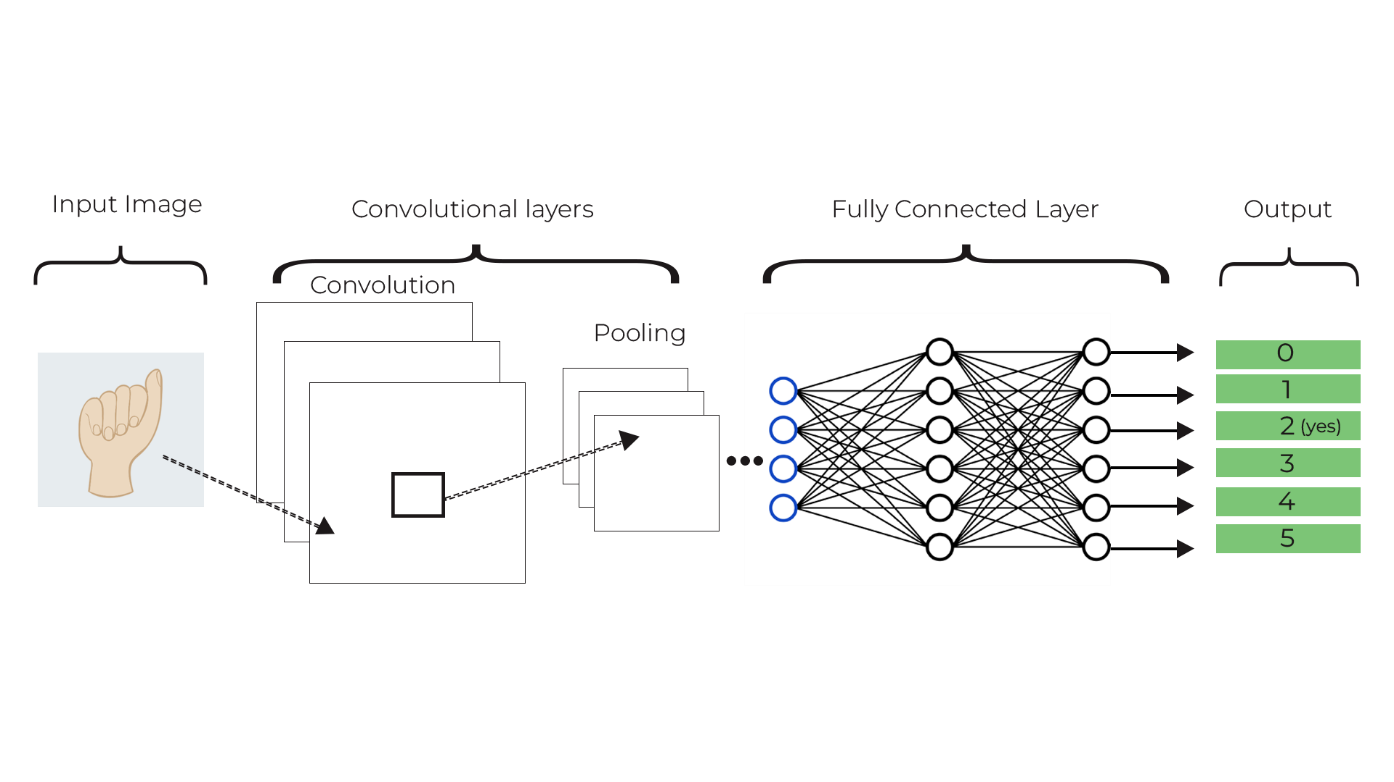 Input Image
Convolutional layers
Fully Connected Layer
Output
Convolution
Pooling
0
1
2 (yes)
3
4
5